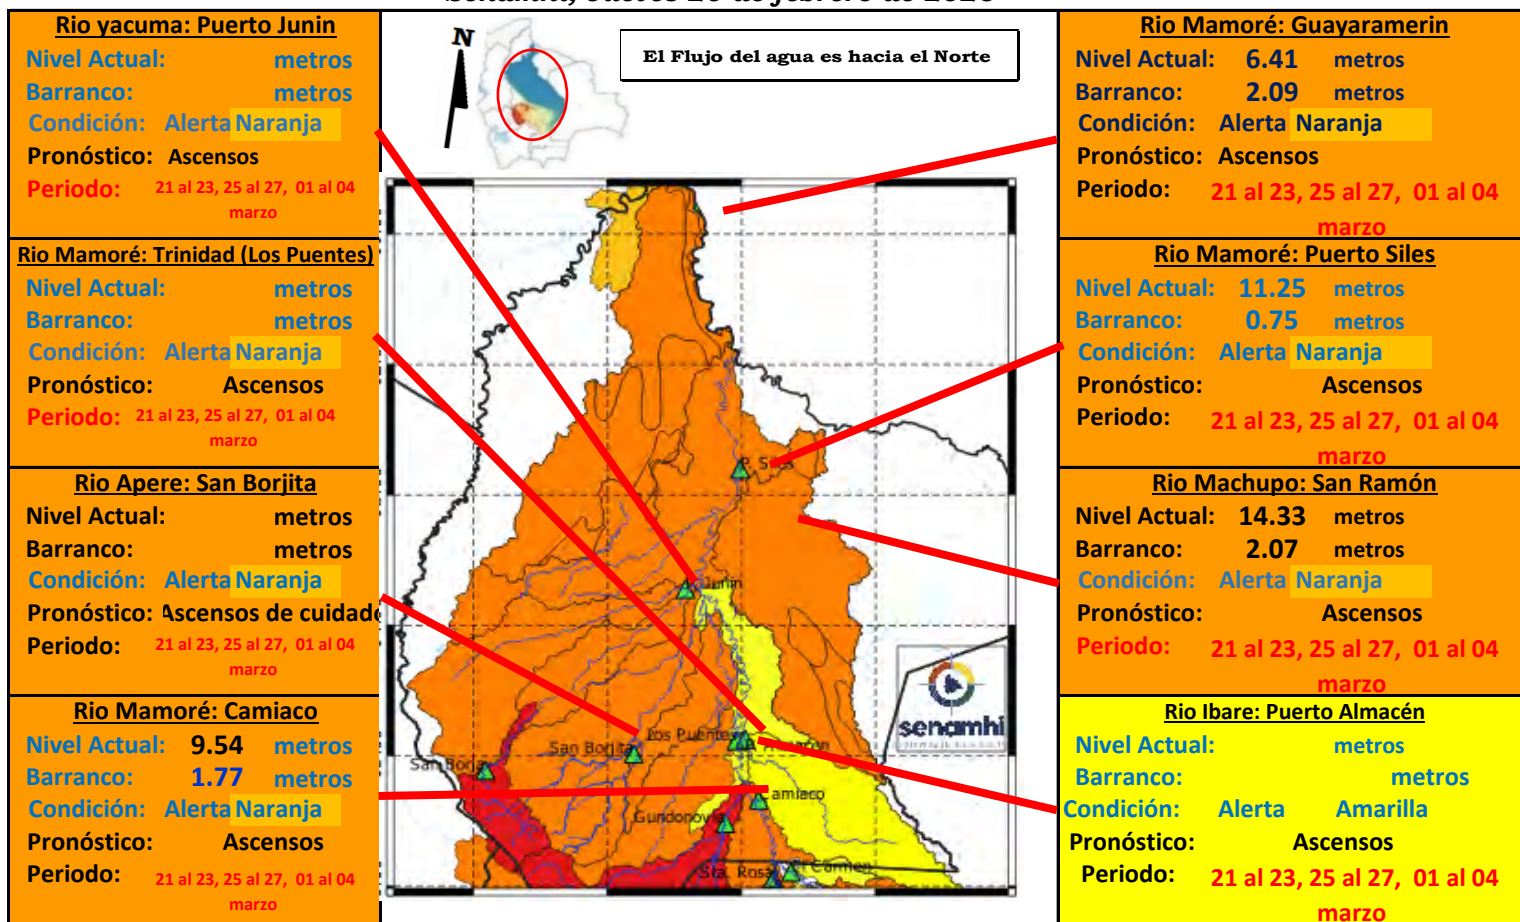 Rio yacuma: Puerto Junin
Nivel Actual: metros
Barranco: metros
Condición: Alerta Naranja
Pronóstico: Ascensos
Periodo: 21 al 23, 25 al 27, 01 al 04
marzo
Rio Mamoré: Trinidad (Los Puentes)
Nivel Actual: metros
Barranco: metros
Condición: Alerta Naranja
Pronóstico: Ascensos
Periodo: 21 al 23, 25 al 27, 01 al 04
marzo
Rio Apere: San Borjita
Nivel Actual: metros
Barranco: metros
Condición: Alerta Naranja
Pronóstico: Ascensos de cuidado
Periodo: 21 al 23, 25 al 27, 01 al 04
marzo
Rio Mamoré: Camiaco
Nivel Actual: 9.54 metros
Barranco: 1.77 metros
Condición: Alerta Naranja
Pronóstico: Ascensos
Periodo: 21 al 23, 25 al 27, 01 al 04
marzo
N
El Flujo del agua es hacia el Norte
P. Siles
Junin
senamhi
Los Puentes
San Borjita
San Borja
Camiaco
Gundonovia
Sta. Rosa
El Carmen
Rio Mamoré: Guayaramerin
Nivel Actual: 6.41 metros
Barranco: 2.09 metros
Condición: Alerta Naranja
Pronóstico: Ascensos
Periodo: 21 al 23, 25 al 27, 01 al 04
marzo
Rio Mamoré: Puerto Siles
Nivel Actual: 11.25 metros
Barranco: 0.75 metros
Condición: Alerta Naranja
Pronóstico: Ascensos
Periodo: 21 al 23, 25 al 27, 01 al 04
marzo
Rio Machupo: San Ramón
Nivel Actual: 14.33 metros
Barranco: 2.07 metros
Condición: Alerta Naranja
Pronóstico: Ascensos
Periodo: 21 al 23, 25 al 27, 01 al 04
marzo
Rio Ibare: Puerto Almacén
Nivel Actual: metros
Barranco: metros
Condición: Alerta Amarilla
Pronóstico: Ascensos
Periodo: 21 al 23, 25 al 27, 01 al 04
marzo